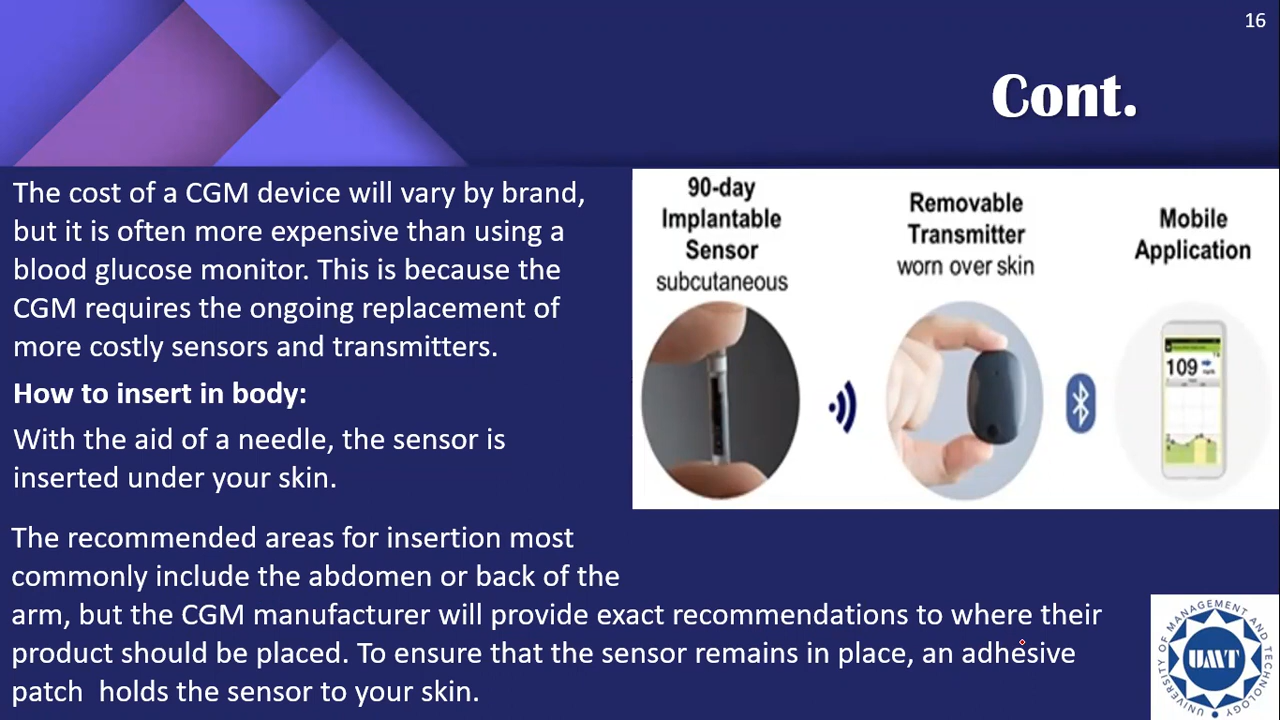 16
Cont.
The cost of a CGM device will vary by brand,
but it is often more expensive than using a
blood glucose monitor. This is because the
CGM requires the ongoing replacement of
more costly sensors and transmitters.
How to insert in body:
With the aid of a needle, the sensor is
inserted under your skin.
The recommended areas for insertion most
commonly include the abdomen or back of the
arm, but the CGM manufacturer will provide exact recommendations to where their
product should be placed. To ensure that the sensor remains in place, an adhesive
patch holds the sensor to your skin.
90-day
Implantable
Sensor
subcutaneous
Removable
Transmitter
worn over skin
Mobile
Application
109
UNIVERSITY OF MANAGEMENT AND TECHNOLOGY
UMT